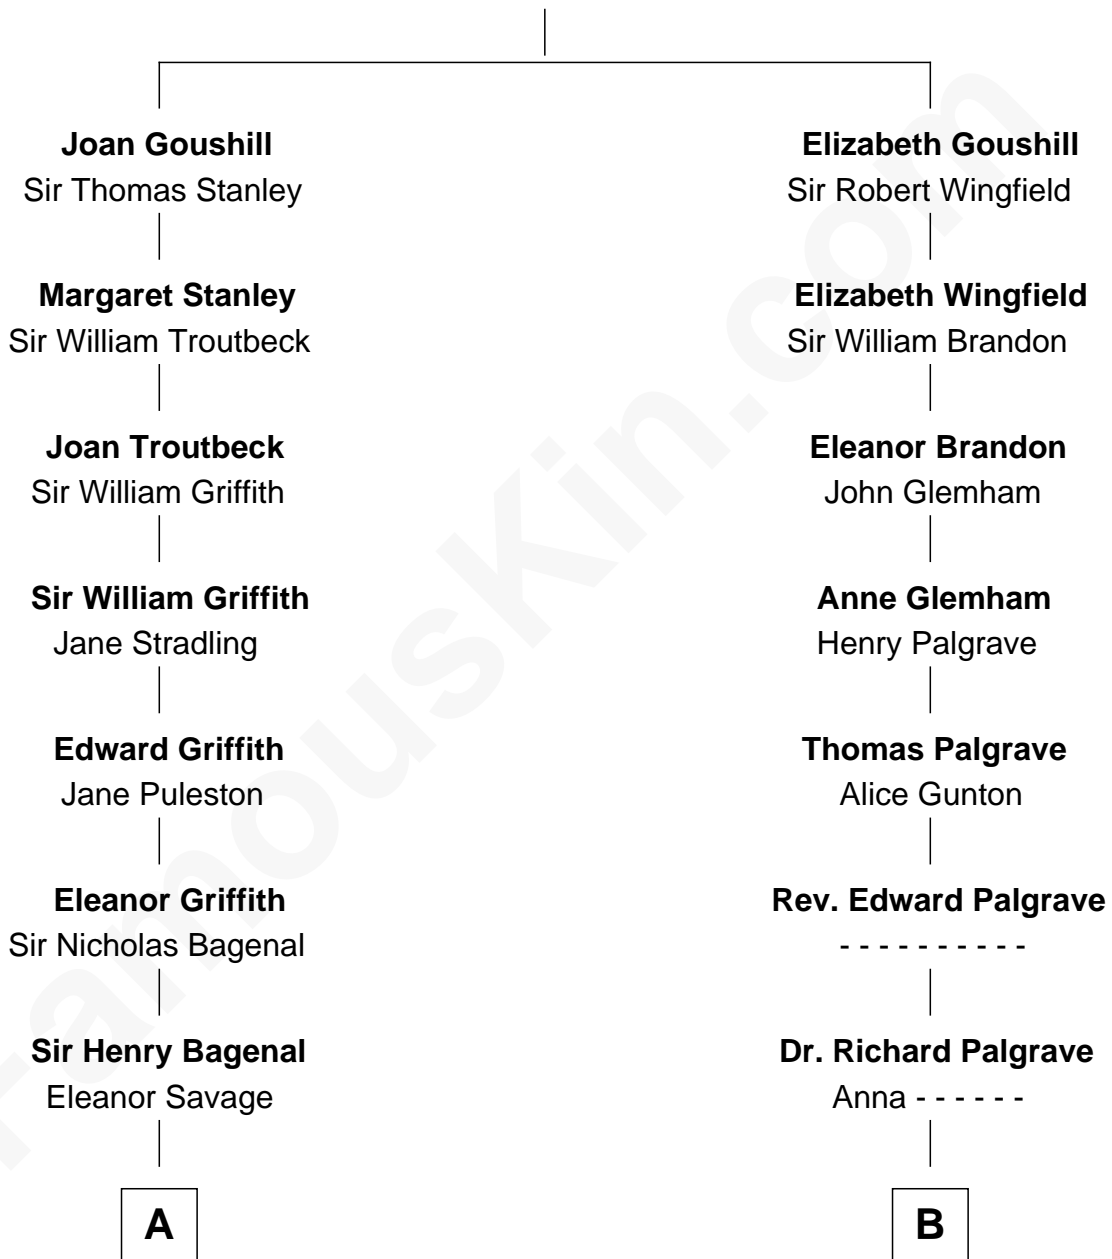 Joan Goushill
Sir Thomas Stanley
Margaret Stanley
Sir William Troutbeck
Joan Troutbeck
Sir William Griffith
Sir William Griffith
Jane Stradling
Edward Griffith
Jane Puleston
Eleanor Griffith
Sir Nicholas Bagenal
Sir Henry Bagenal
Eleanor Savage
A
Elizabeth Goushill
Sir Robert Wingfield
Elizabeth Wingfield
Sir William Brandon
Eleanor Brandon
John Glemham
Anne Glemham
Henry Palgrave
Thomas Palgrave
Alice Gunton
Rev. Edward Palgrave
- - - - - - - - - -
Dr. Richard Palgrave
Anna - - - - - -
B
FamousKin.com